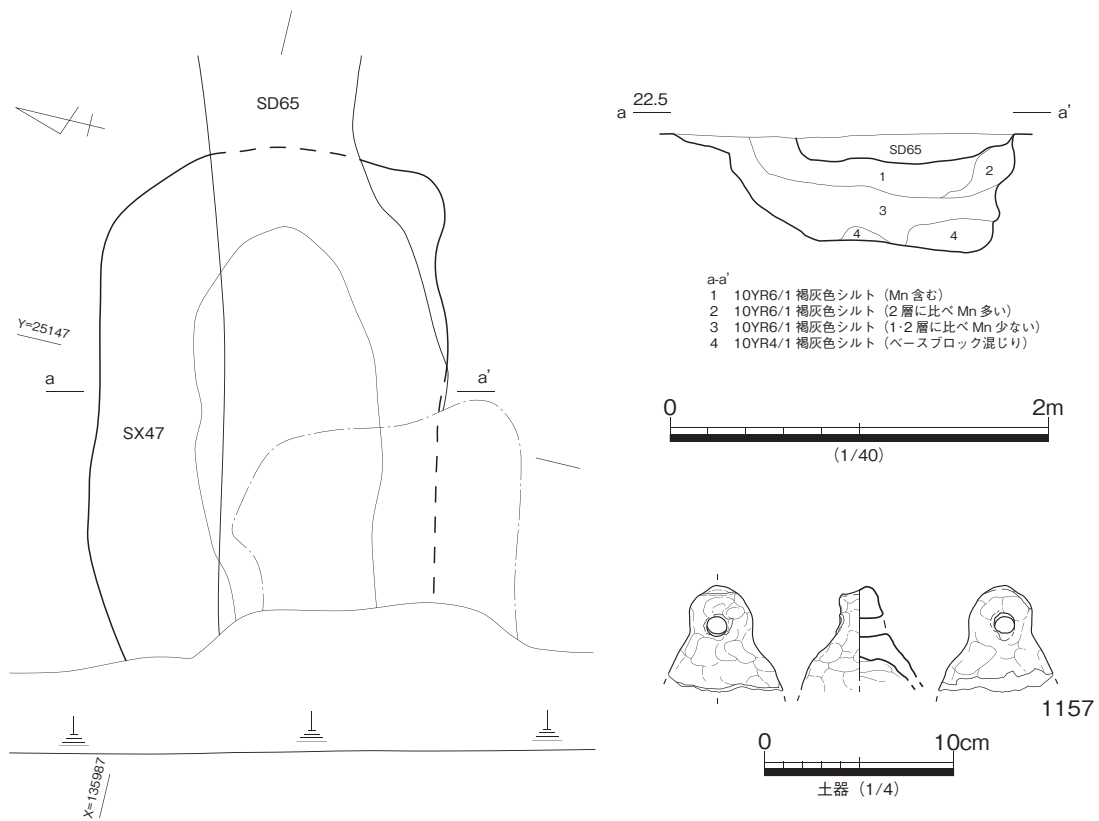 SD65
Y=25147
a
a’
SX47
X=135987
a
22.5
a’
SD65
1
2
3
4
4
a-a’
1 10YR6/1 褐灰色シルト（Mn 含む）
2 10YR6/1 褐灰色シルト（2 層に比べ Mn 多い）
3 10YR6/1 褐灰色シルト（1･2 層に比べ Mn 少ない）
4 10YR4/1 褐灰色シルト（ベースブロック混じり）
0 2m
（1/40）
1157
0 10cm
土器（1/4）